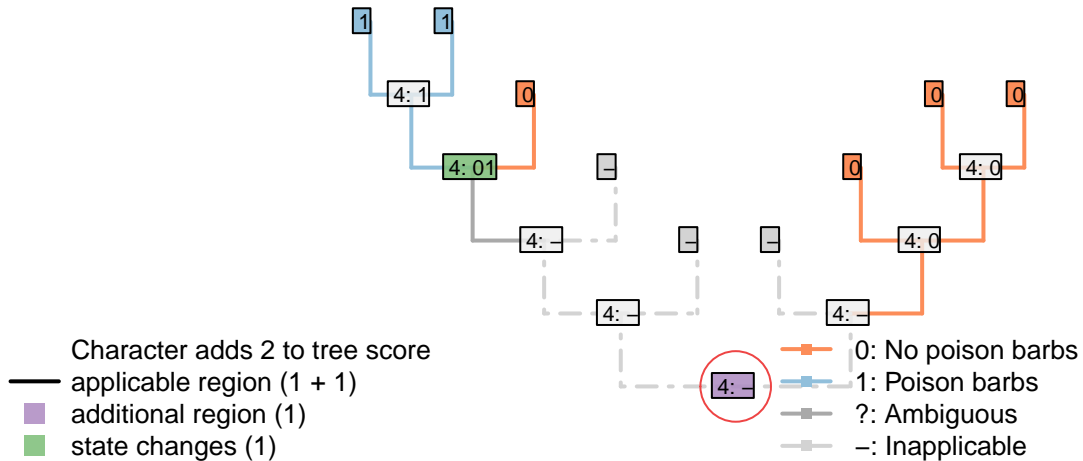 1 1
4: 1 0 0 0
4: 01 – 0 4: 0
4: – – – 4: 0
4: – 4: –
Character adds 2 to tree score 0: No poison barbs
applicable region (1 + 1) 4: – 1: Poison barbs
additional region (1) ?: Ambiguous
state changes (1) –: Inapplicable